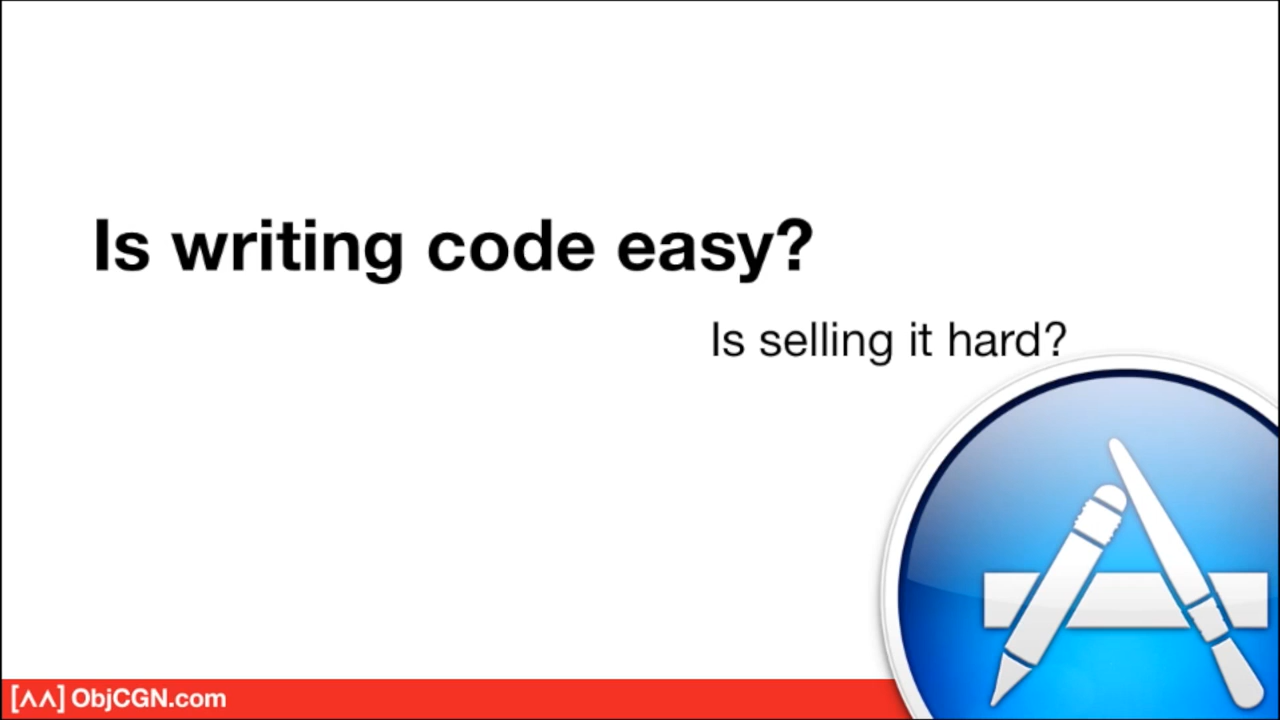 Is writing code easy?
Is selling it hard?
[ʌʌ] ObjCGN.com